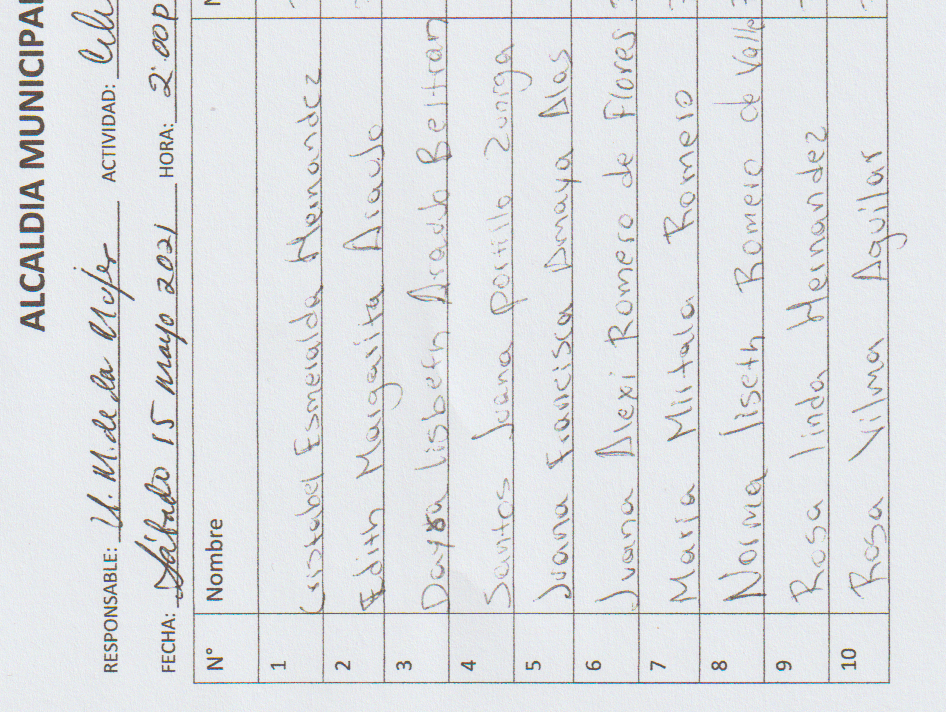 ALCALDIA MUNICIPAL
RESPONSABLE: U. M. de la Mujer ACTIVIDAD:
FECHA: Sábado 15 mayo 2021 HORA: 2:00 p
N° Nombre
1 Cristabel Esmeralda Hernandez
2 Edith Margarita Araujo
3 Daysa lisbeth Araujo Beltran
4 Santos Juana portillo Zuniga
5 Juana Francisca Amaya Alas
6 Juana Alexi Romero de Flores
7 Maria Mirtala Romero
8 Norma liseth Romero de Valle
9 Rosa linda Hernandez
10 Rosa Vilma Aguilar